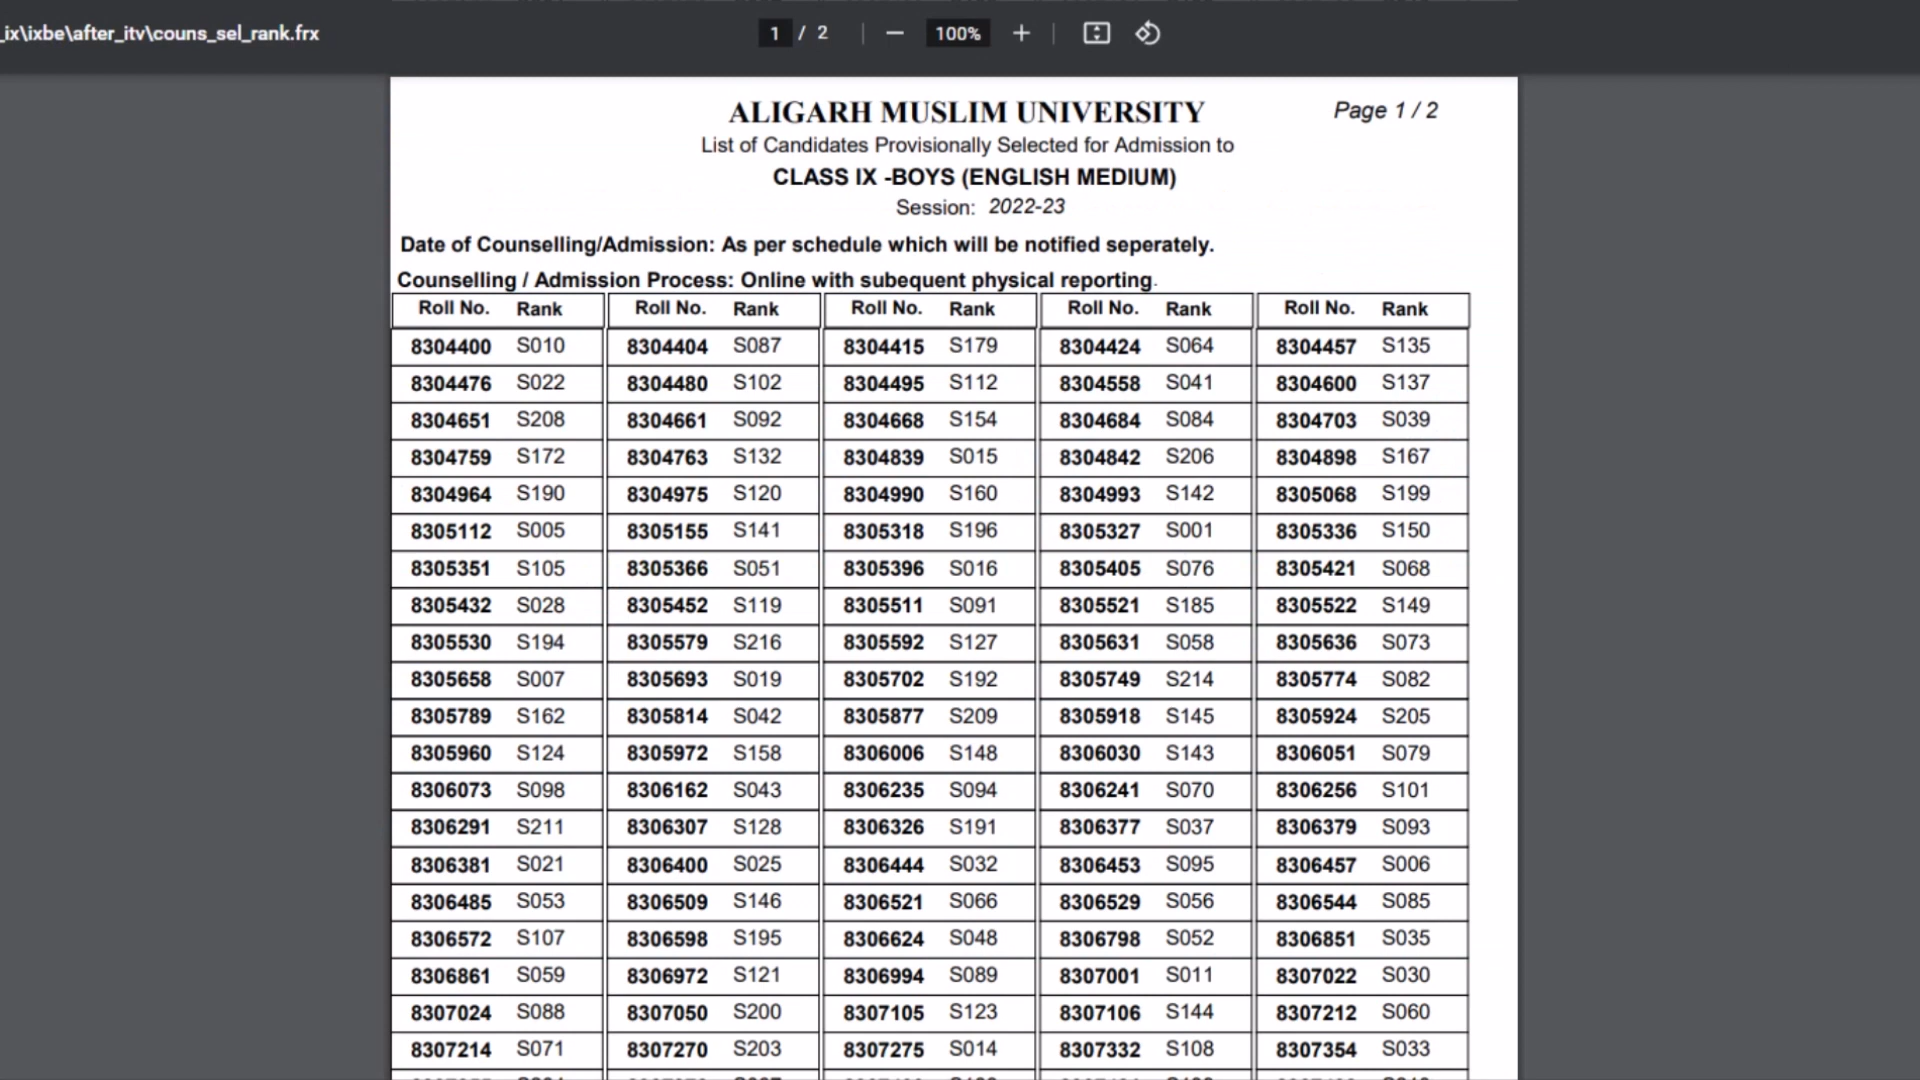 _ix\ixbe\after_itv\couns_sel_rank.frx 1 / 2 100%
ALIGARH MUSLIM UNIVERSITY Page 1 / 2
List of Candidates Provisionally Selected for Admission to
CLASS IX -BOYS (ENGLISH MEDIUM)
Session: 2022-23
Date of Counselling/Admission: As per schedule which will be notified seperately.
Counselling / Admission Process: Online with subequent physical reporting.
Roll No. Rank Roll No. Rank Roll No. Rank Roll No. Rank Roll No. Rank
8304400 S010 8304404 S087 8304415 S179 8304424 S064 8304457 S135
8304476 S022 8304480 S102 8304495 S112 8304558 S041 8304600 S137
8304651 S208 8304661 S092 8304668 S154 8304684 S084 8304703 S039
8304759 S172 8304763 S132 8304839 S015 8304842 S206 8304898 S167
8304964 S190 8304975 S120 8304990 S160 8304993 S142 8305068 S199
8305112 S005 8305155 S141 8305318 S196 8305327 S001 8305336 S150
8305351 S105 8305366 S051 8305396 S016 8305405 S076 8305421 S068
8305432 S028 8305452 S119 8305511 S091 8305521 S185 8305522 S149
8305530 S194 8305579 S216 8305592 S127 8305631 S058 8305636 S073
8305658 S007 8305693 S019 8305702 S192 8305749 S214 8305774 S082
8305789 S162 8305814 S042 8305877 S209 8305918 S145 8305924 S205
8305960 S124 8305972 S158 8306006 S148 8306030 S143 8306051 S079
8306073 S098 8306162 S043 8306235 S094 8306241 S070 8306256 S101
8306291 S211 8306307 S128 8306326 S191 8306377 S037 8306379 S093
8306381 S021 8306400 S025 8306444 S032 8306453 S095 8306457 S006
8306485 S053 8306509 S146 8306521 S066 8306529 S056 8306544 S085
8306572 S107 8306598 S195 8306624 S048 8306798 S052 8306851 S035
8306861 S059 8306972 S121 8306994 S089 8307001 S011 8307022 S030
8307024 S088 8307050 S200 8307105 S123 8307106 S144 8307212 S060
8307214 S071 8307270 S203 8307275 S014 8307332 S108 8307354 S033